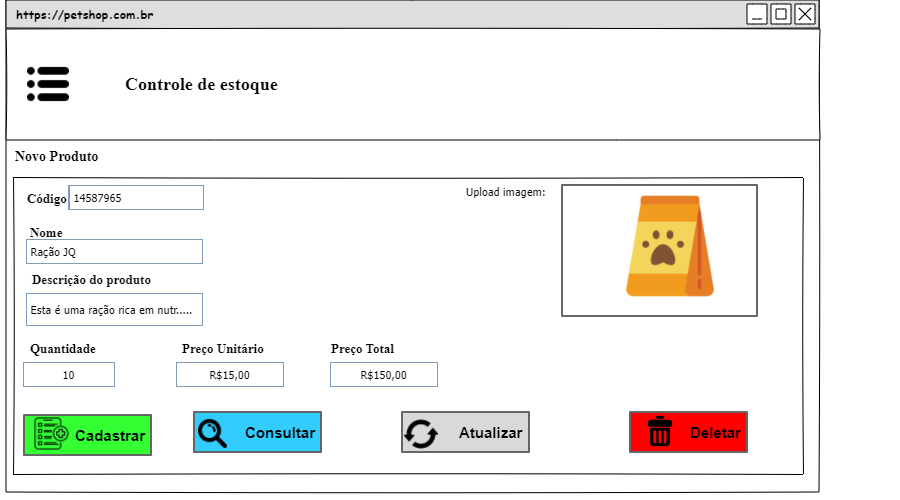 https://petshop.com.br
Controle de estoque
Novo Produto
Código 14587965
Upload imagem:
Nome
Ração JQ
Descrição do produto
Esta é uma ração rica em nutr.....
Quantidade Preço Unitário Preço Total
10 R$15,00 R$150,00
Cadastrar Consultar Atualizar Deletar